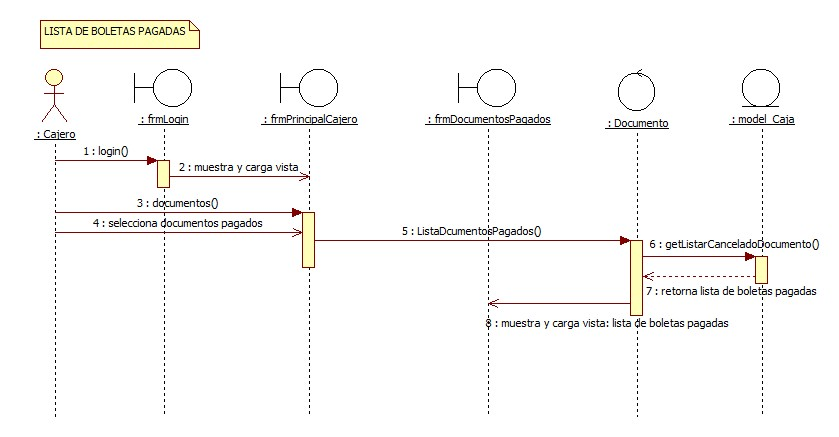 LISTA DE BOLETAS PAGADAS
: Cajero
: frmLogin
: frmPrincipalCajero
: frmDocumentosPagados
: Documento
: model_Caja
1 : login()
2 : muestra y carga vista
3 : documentos()
4 : selecciona documentos pagados
5 : ListaDcumentosPagados()
6 : getListarCanceladoDocumento()
7 : retorna lista de boletas pagadas
8 : muestra y carga vista: lista de boletas pagadas